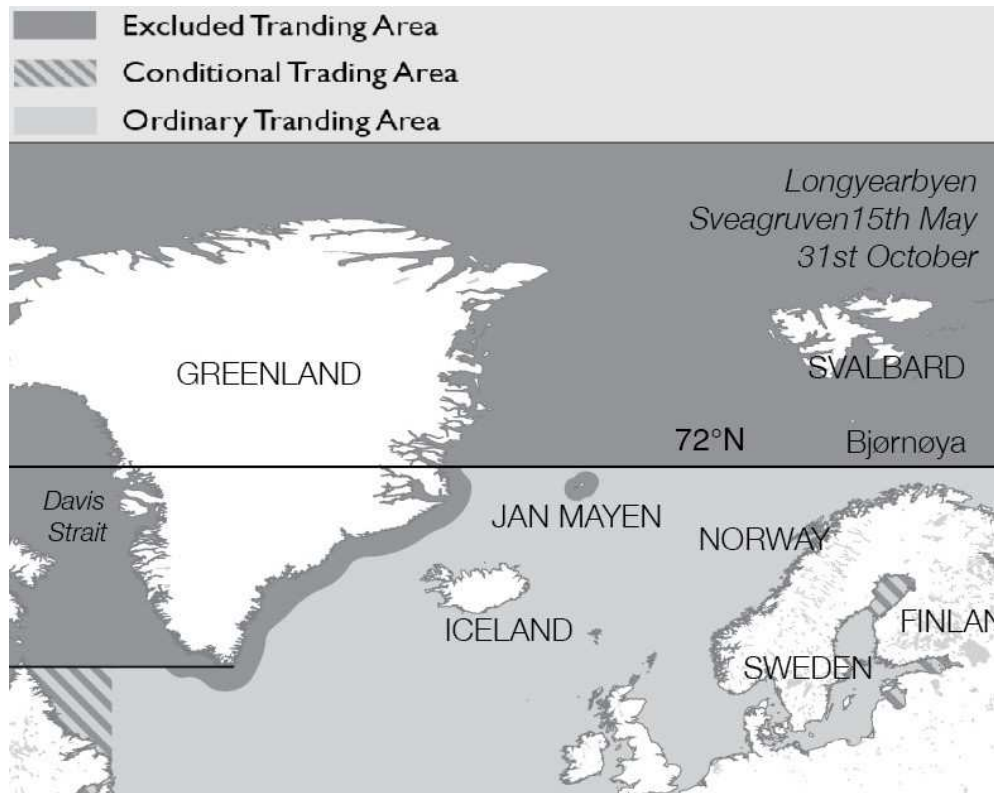 Excluded Tranding Area
Conditional Trading Area
Ordinary Tranding Area
Longyearbyen
Sveagruven15th May
31st October
GREENLAND
SVALBARD
72°N
Bjørnøya
Davis
Strait
JAN MAYEN
NORWAY
ICELAND
FINLAN
SWEDEN